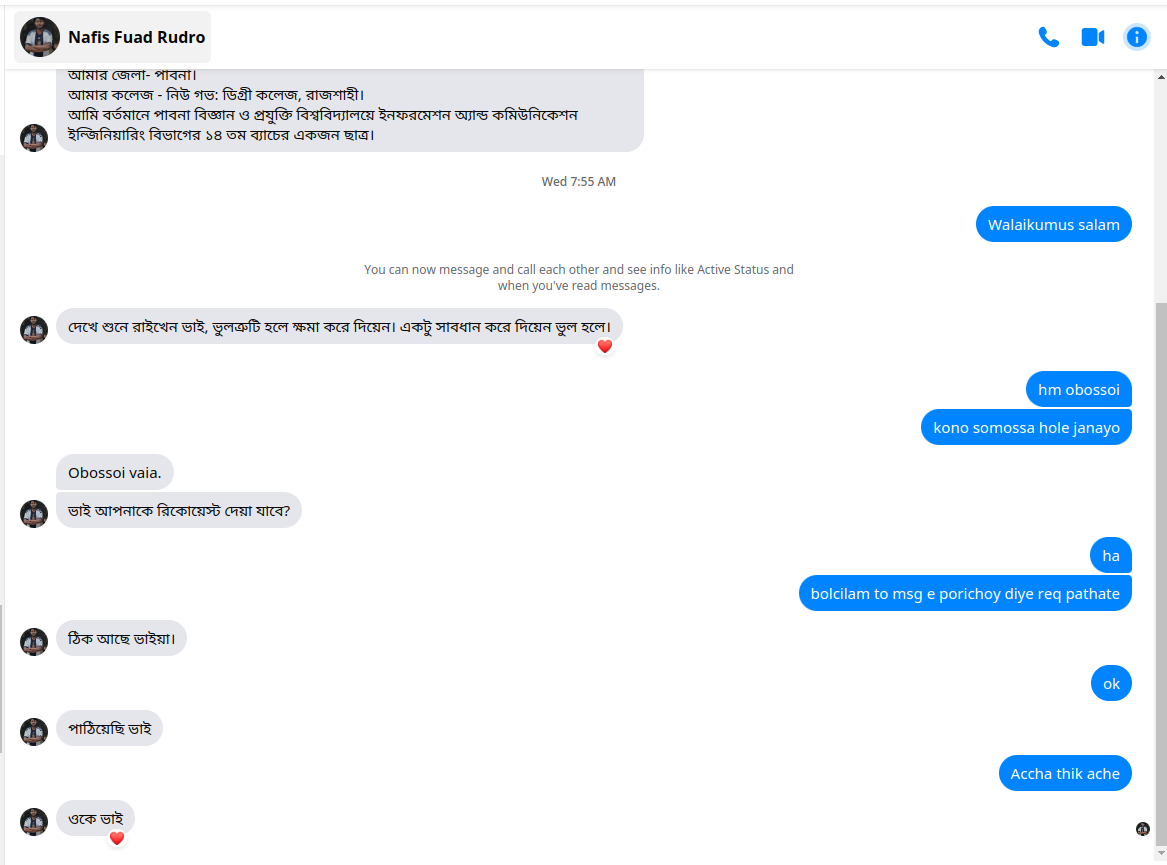 Nafis Fuad Rudro
আমার জেলা- পাবনা।
আমার কলেজ - নিউ গভ: ডিগ্রী কলেজ, রাজশাহী।
আমি বর্তমানে পাবনা বিজ্ঞান ও প্রযুক্তি বিশ্ববিদ্যালয়ে ইনফরমেশন অ্যান্ড কমিউনিকেশন
ইন্জিনিয়ারিং বিভাগের ১৪ তম ব্যাচের একজন ছাত্র।
Wed 7:55 AM
Walaikumus salam
You can now message and call each other and see info like Active Status and
when you've read messages.
দেখে শুনে রাইখেন ভাই, ভুলত্রুটি হলে ক্ষমা করে দিয়েন। একটু সাবধান করে দিয়েন ভুল হলে।
hm obossoi
kono somossa hole janayo
Obossoi vaia.
ভাই আপনাকে রিকোয়েস্ট দেয়া যাবে?
ha
bolcilam to msg e porichoy diye req pathate
ঠিক আছে ভাইয়া।
ok
পাঠিয়েছি ভাই
Accha thik ache
ওকে ভাই